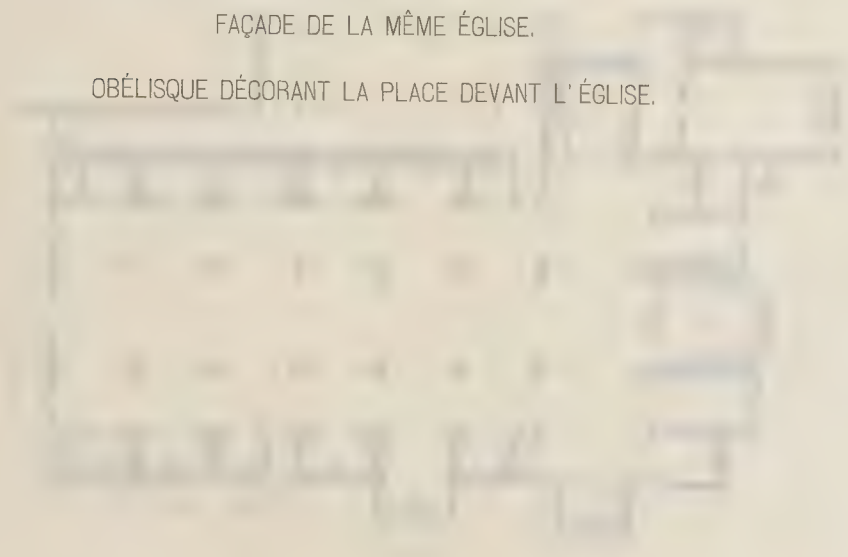 FAÇADE DE LA MÊME ÉGLISE.
OBÉLISQUE DÉCORANT LA PLACE DEVANT L'ÉGLISE.